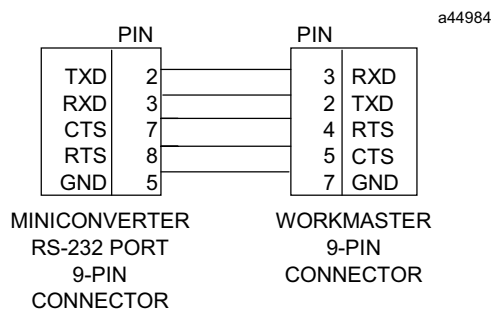 a44984
PIN PIN
TXD 2 3 RXD
RXD 3 2 TXD
CTS 7 4 RTS
RTS 8 5 CTS
GND 5 7 GND
MINICONVERTER WORKMASTER
RS-232 PORT 9-PIN
9-PIN CONNECTOR
CONNECTOR